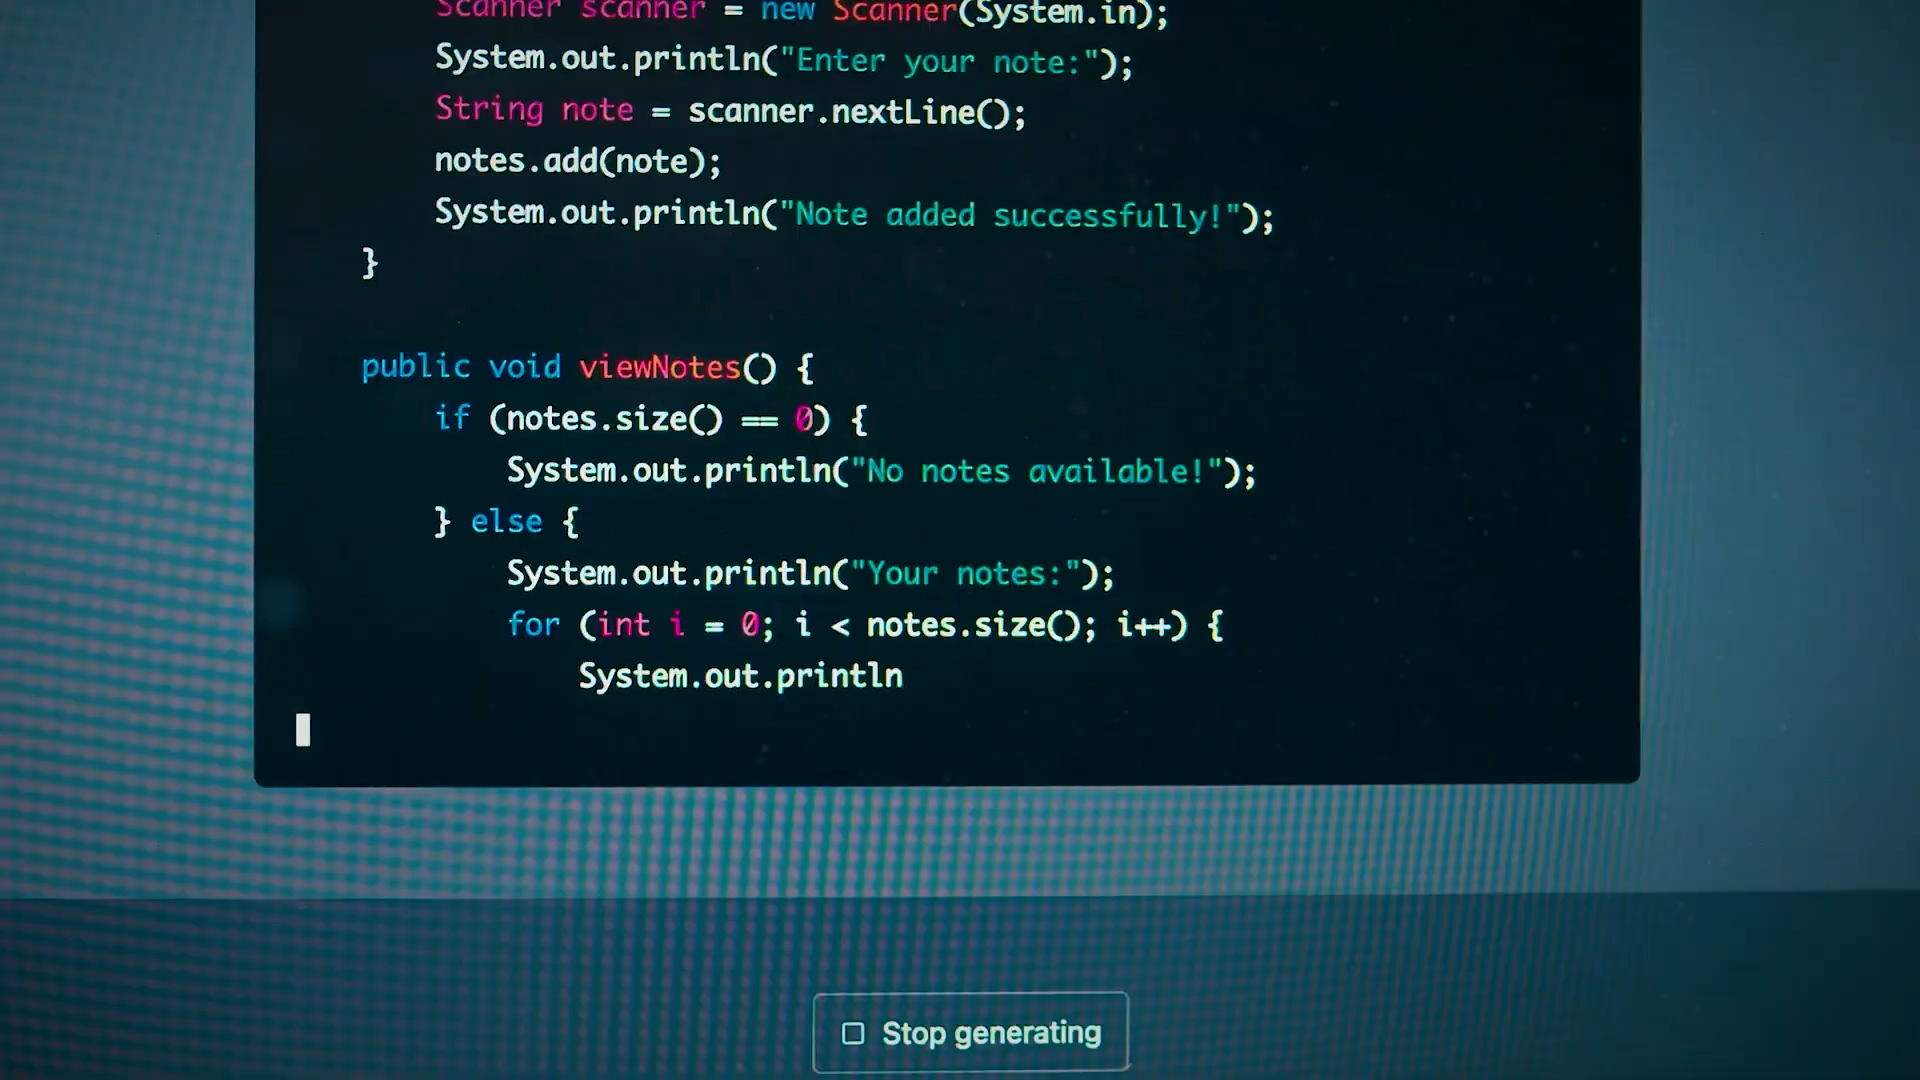 Scanner scanner = new Scanner(System.in);
System.out.println("Enter your note:");
String note = scanner.nextLine();
notes.add(note);
System.out.println("Note added successfully!");
}
public void viewNotes() {
if (notes.size() == 0) {
System.out.println("No notes available!");
} else {
System.out.println("Your notes:");
for (int i = 0; i < notes.size(); i++) {
System.out.println
Stop generating